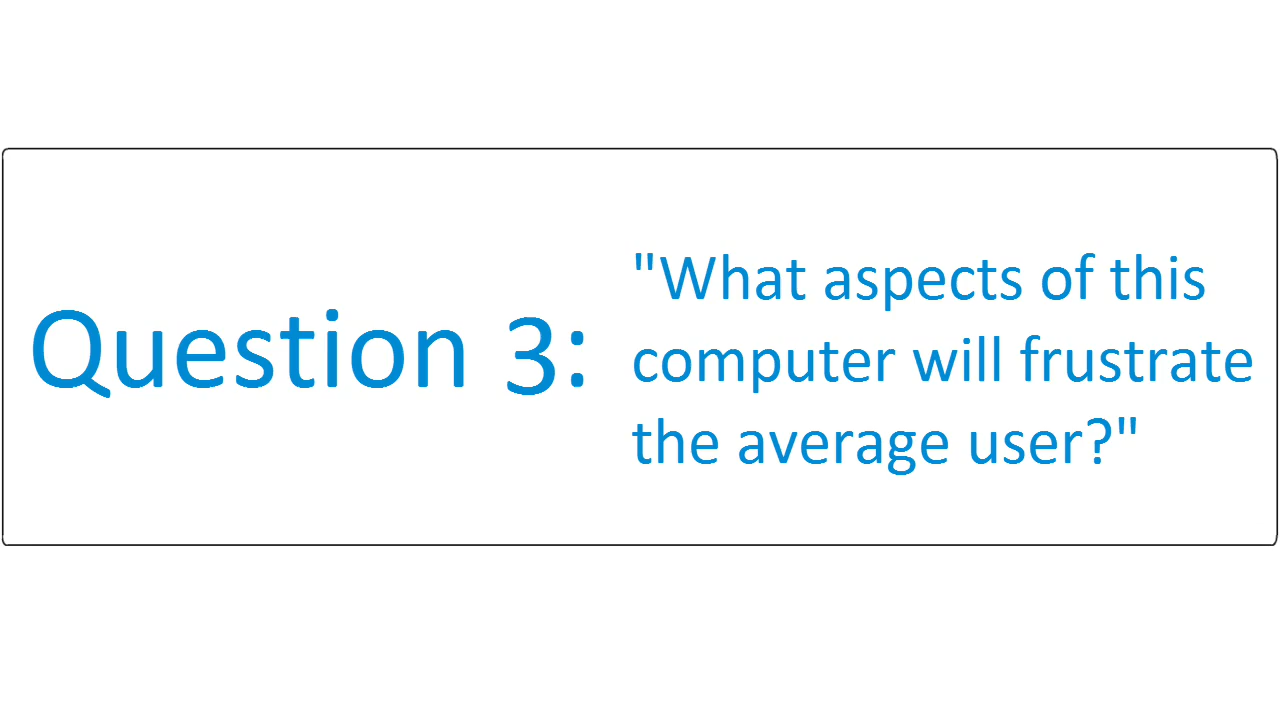 Question 3:
"What aspects of this
computer will frustrate
the average user?"